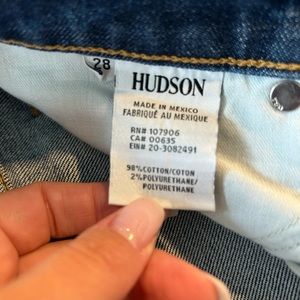 28
HUDSON
MADE IN MEXICO
FABRIQUÉ AU MEXIQUE
RN# 107906
CA# 00635
EIN# 20-3082491
98%COTTON/COTON
2%POLYURETHANE/
POLYURETHANE